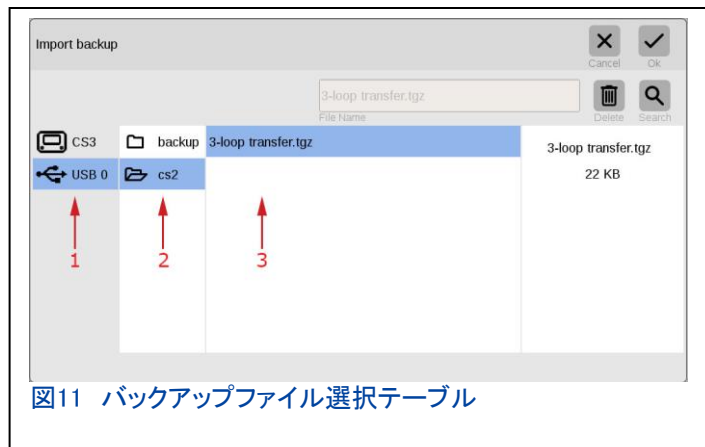 Import backup
Cancel Ok
3-loop transfer.tgz
File Name
Delete Search
CS3 backup 3-loop transfer.tgz 3-loop transfer.tgz
USB 0 cs2 22 KB
1 2 3
図11 バックアップファイル選択テーブル